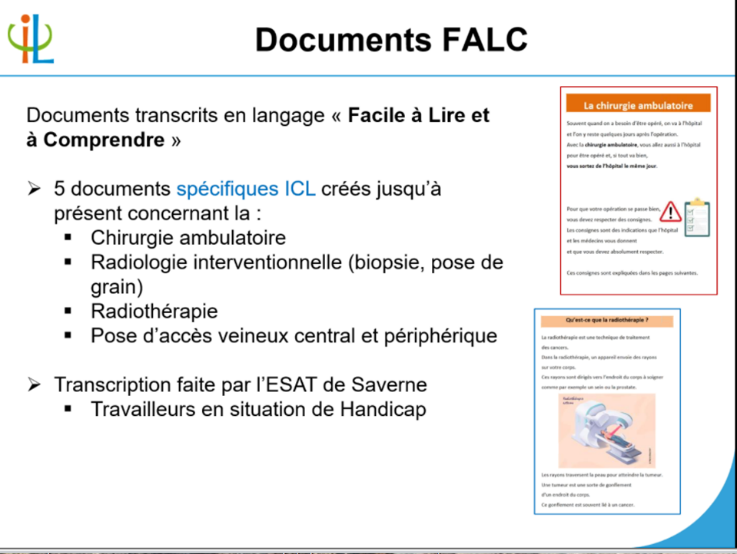 iL
Documents FALC
Documents transcrits en langage « Facile à Lire et
à Comprendre »
➤ 5 documents spécifiques ICL créés jusqu’à
présent concernant la :
▪ Chirurgie ambulatoire
▪ Radiologie interventionnelle (biopsie, pose de
grain)
▪ Radiothérapie
▪ Pose d’accès veineux central et périphérique
➤ Transcription faite par l’ESAT de Saverne
▪ Travailleurs en situation de Handicap
La chirurgie ambulatoire
Souvent quand on a besoin d'être opéré, on va à l'hôpital
et l'on y reste quelques jours après l'opération.
Avec la chirurgie ambulatoire, vous allez aussi à l'hôpital
pour être opéré et, si tout va bien,
vous sortez de l'hôpital le même jour.
Pour que votre opération se passe bien,
vous devez respecter des consignes.
Les consignes sont des indications que l'hôpital
et les médecins vous donnent
et que vous devez absolument respecter.
Ces consignes sont expliquées dans les pages suivantes.
Qu'est-ce que la radiothérapie ?
La radiothérapie est une technique de traitement
des cancers.
Dans la radiothérapie, un appareil envoie des rayons
sur votre corps.
Ces rayons sont dirigés vers l'endroit du corps à soigner
comme par exemple un sein ou la prostate.
Radiothérapie
Les rayons traversent la peau pour atteindre la tumeur.
Une tumeur est une sorte de gonflement
d'un endroit du corps.
Ce gonflement est souvent lié à un cancer.